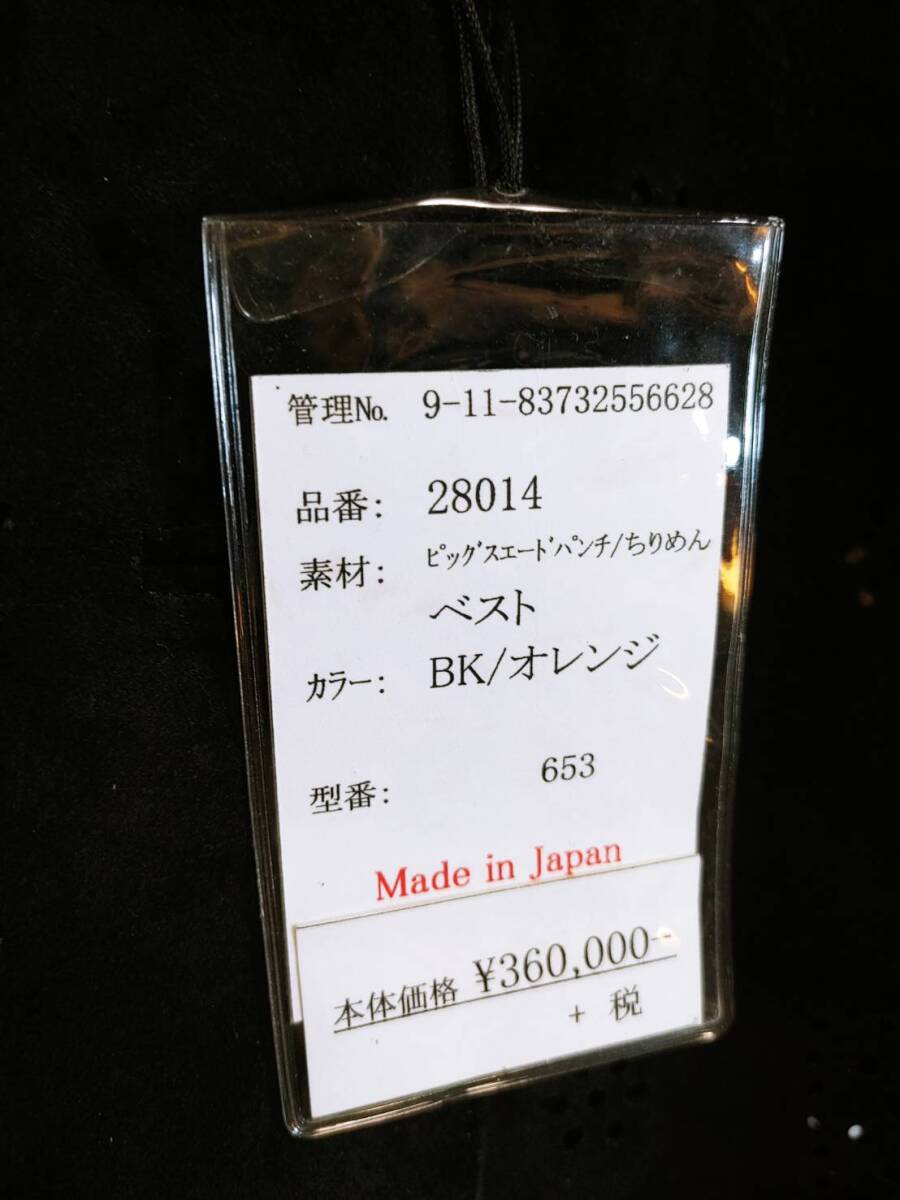 管理No. 9-11-83732556628
品番: 28014
素材: ﾋﾟｯｸﾞｽｴｰﾄﾞﾊﾟﾝﾁ/ちりめん
ベスト
ｶﾗｰ: BK/オレンジ
型番: 653
Made in Japan
本体価格 ¥360,000-
+ 税